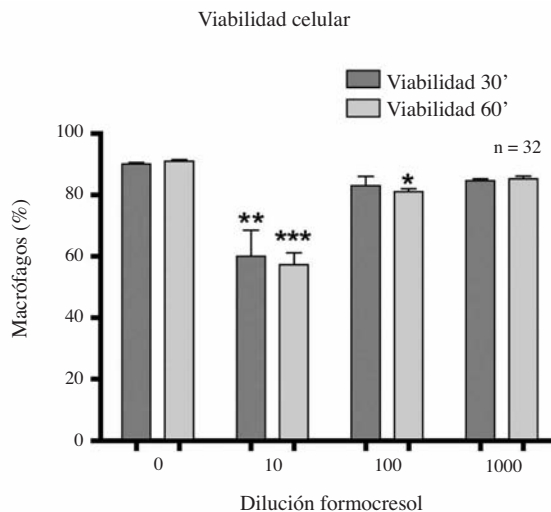 Viabilidad celular
Viabilidad 30’
Viabilidad 60’
n = 32
Macrófagos (%)
100
80
60
40
20
0
**
***
*
0 10 100 1000
Dilución formocresol